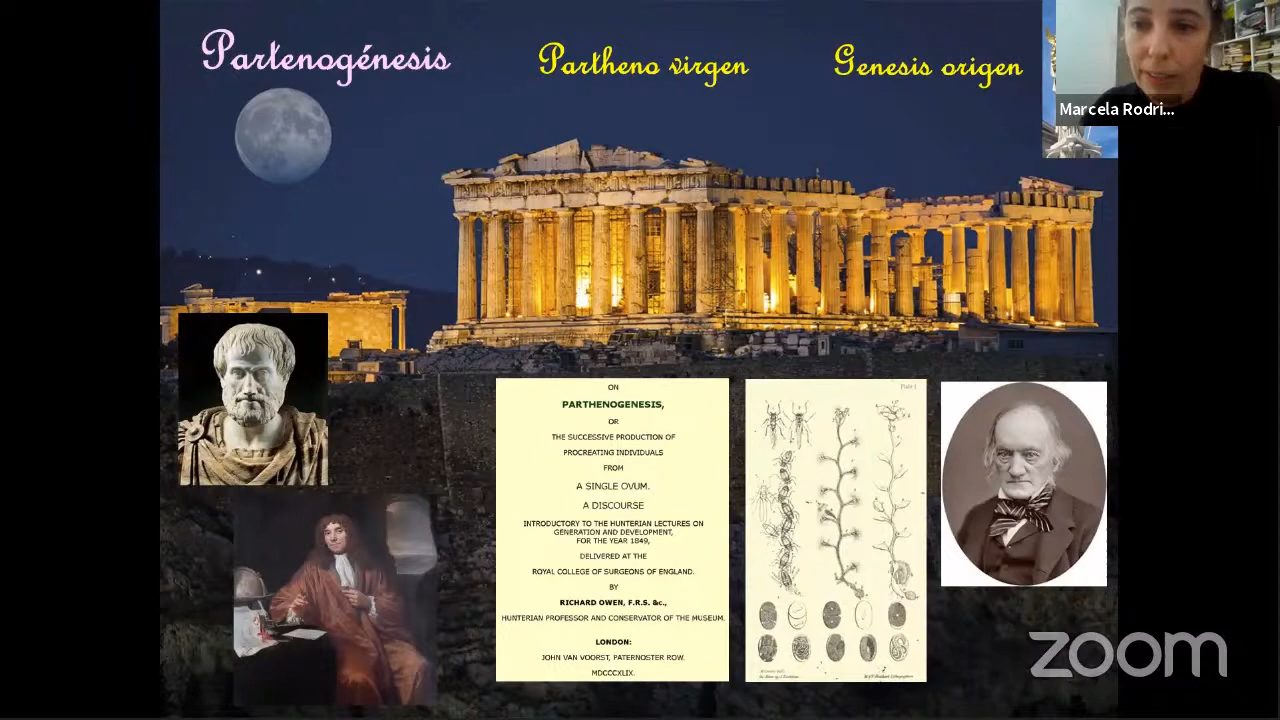 Partenogénesis
Partheno virgen
Genesis origen
Marcela Rodri...
ON
PARTHENOGENESIS,
OR
THE SUCCESSIVE PRODUCTION OF
PROCREATING INDIVIDUALS
FROM
A SINGLE OVUM.
A DISCOURSE
INTRODUCTORY TO THE HUNTERIAN LECTURES ON
GENERATION AND DEVELOPMENT,
FOR THE YEAR 1849,
DELIVERED AT THE
ROYAL COLLEGE OF SURGEONS OF ENGLAND.
BY
RICHARD OWEN, F.R.S. &c.,
HUNTERIAN PROFESSOR AND CONSERVATOR OF THE MUSEUM.
LONDON:
JOHN VAN VOORST, PATERNOSTER ROW.
MDCCCXLIX.
Plate 1
zoom